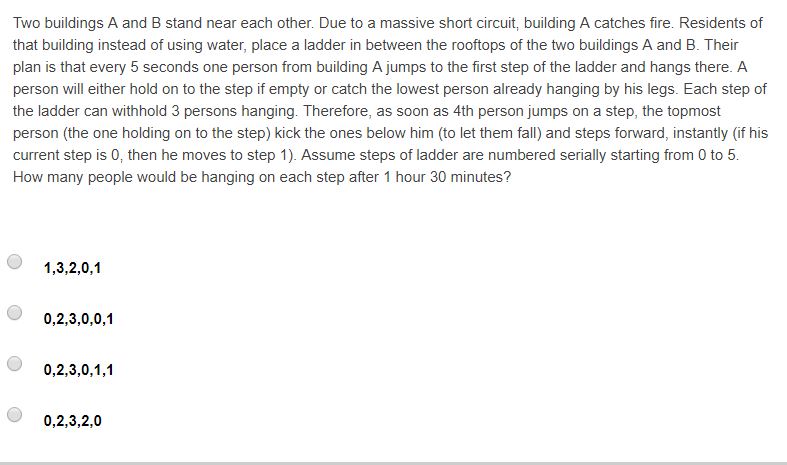 Two buildings A and B stand near each other. Due to a massive short circuit, building A catches fire. Residents of
that building instead of using water, place a ladder in between the rooftops of the two buildings A and B. Their
plan is that every 5 seconds one person from building A jumps to the first step of the ladder and hangs there. A
person will either hold on to the step if empty or catch the lowest person already hanging by his legs. Each step of
the ladder can withhold 3 persons hanging. Therefore, as soon as 4th person jumps on a step, the topmost
person (the one holding on to the step) kick the ones below him (to let them fall) and steps forward, instantly (if his
current step is 0, then he moves to step 1). Assume steps of ladder are numbered serially starting from 0 to 5.
How many people would be hanging on each step after 1 hour 30 minutes?
1,3,2,0,1
0,2,3,0,0,1
0,2,3,0,1,1
0,2,3,2,0